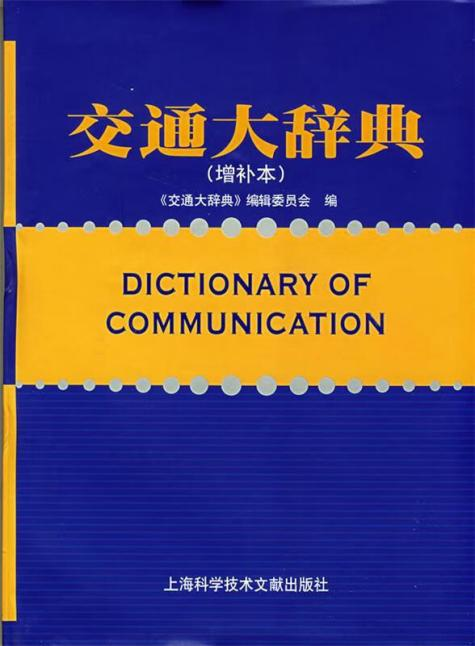 交通大辞典
(增补本)
《交通大辞典》编辑委员会 编
DICTIONARY OF
COMMUNICATION
上海科学技术文献出版社